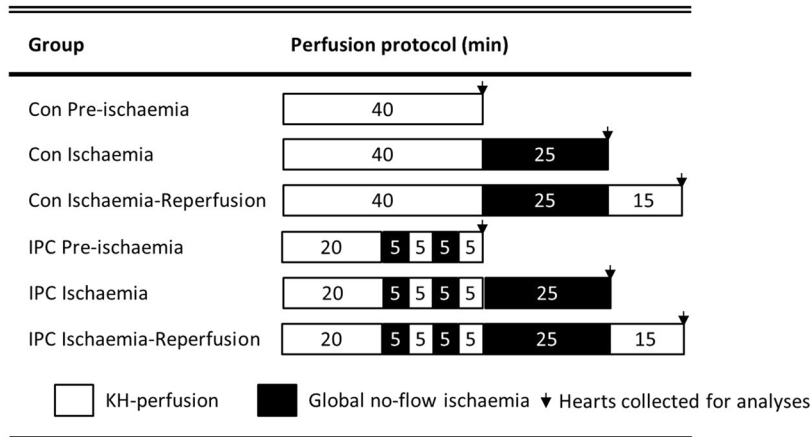 Group Perfusion protocol (min)
Con Pre-ischaemia 40
Con Ischaemia 40 25
Con Ischaemia-Reperfusion 40 25 15
IPC Pre-ischaemia 20 5 5 5 5
IPC Ischaemia 20 5 5 5 5 25
IPC Ischaemia-Reperfusion 20 5 5 5 5 25 15
KH-perfusion Global no-flow ischaemia Hearts collected for analyses